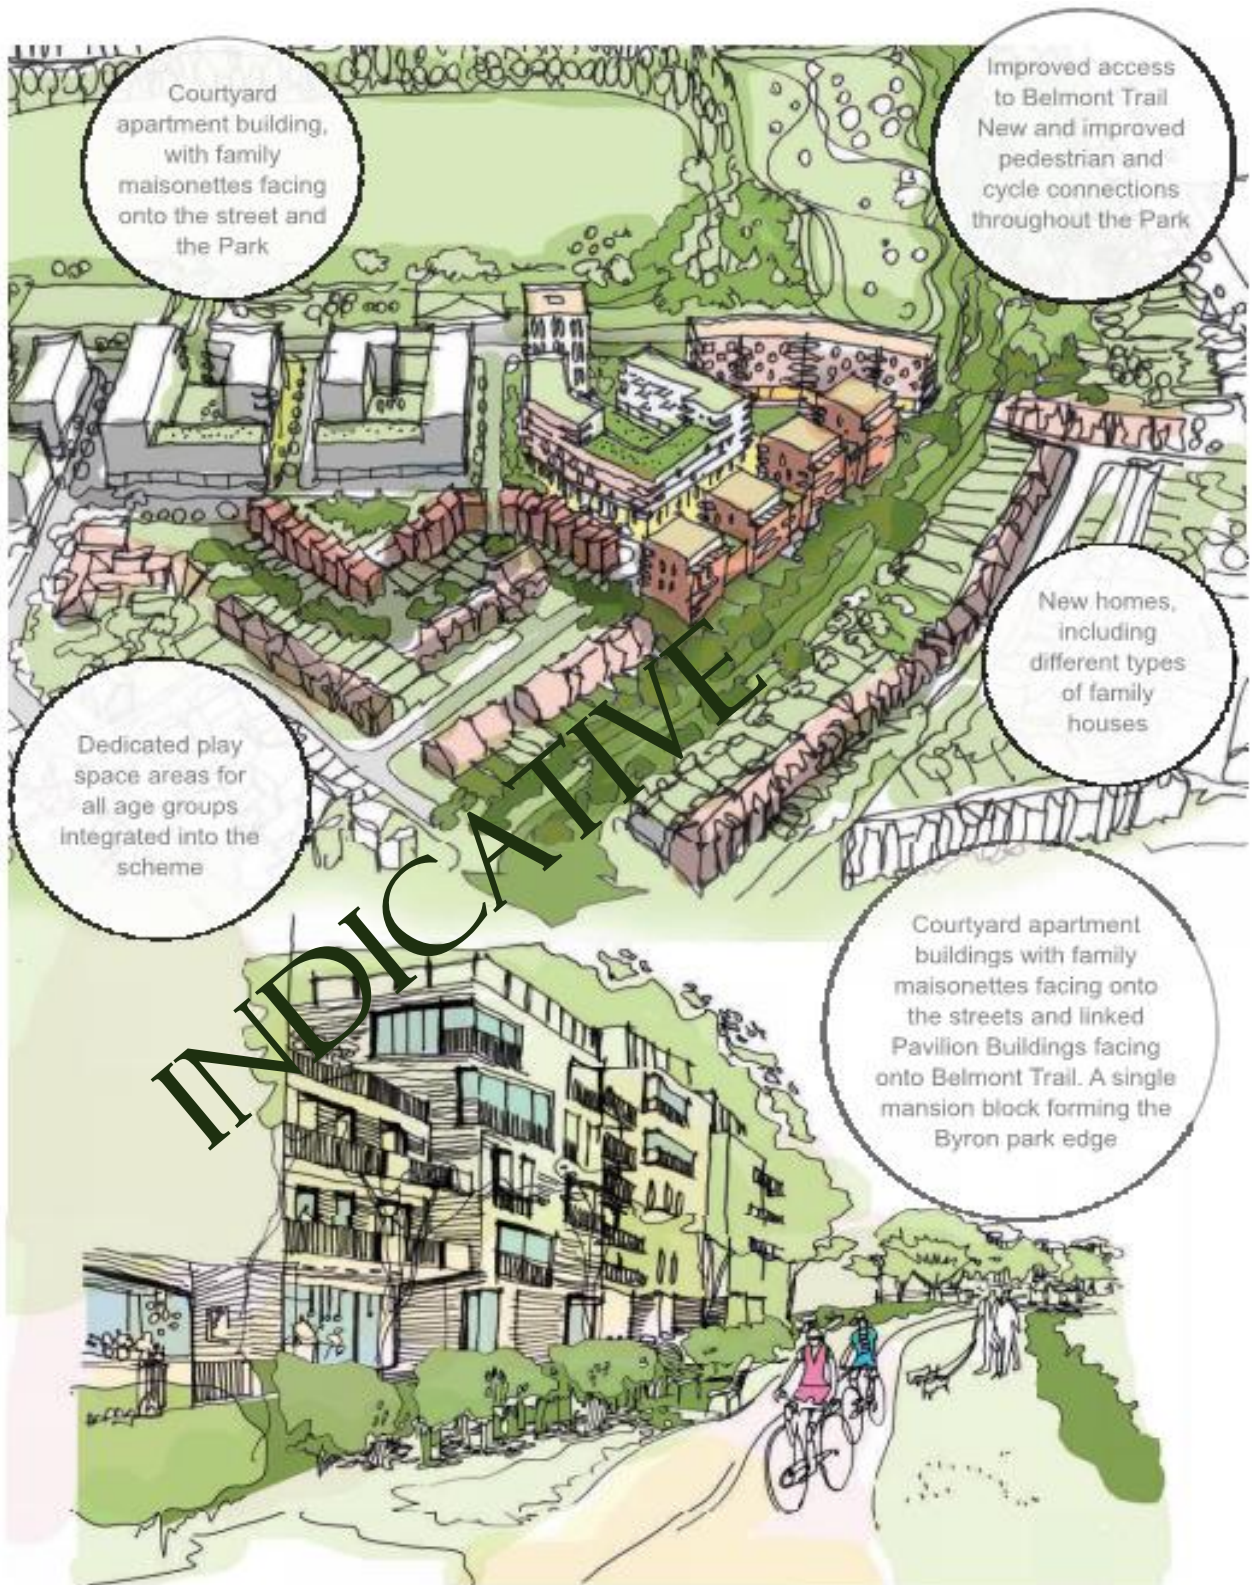 Courtyard
apartment building,
with family
maisonettes facing
onto the street and
the Park
Improved access
to Belmont Trail
New and improved
pedestrian and
cycle connections
throughout the Park
New homes,
including
different types
of family
houses
Dedicated play
space areas for
all age groups
integrated into the
scheme
INDICATIVE
Courtyard apartment
buildings with family
maisonettes facing onto
the streets and linked
Pavilion Buildings facing
onto Belmont Trail. A single
mansion block forming the
Byron park edge